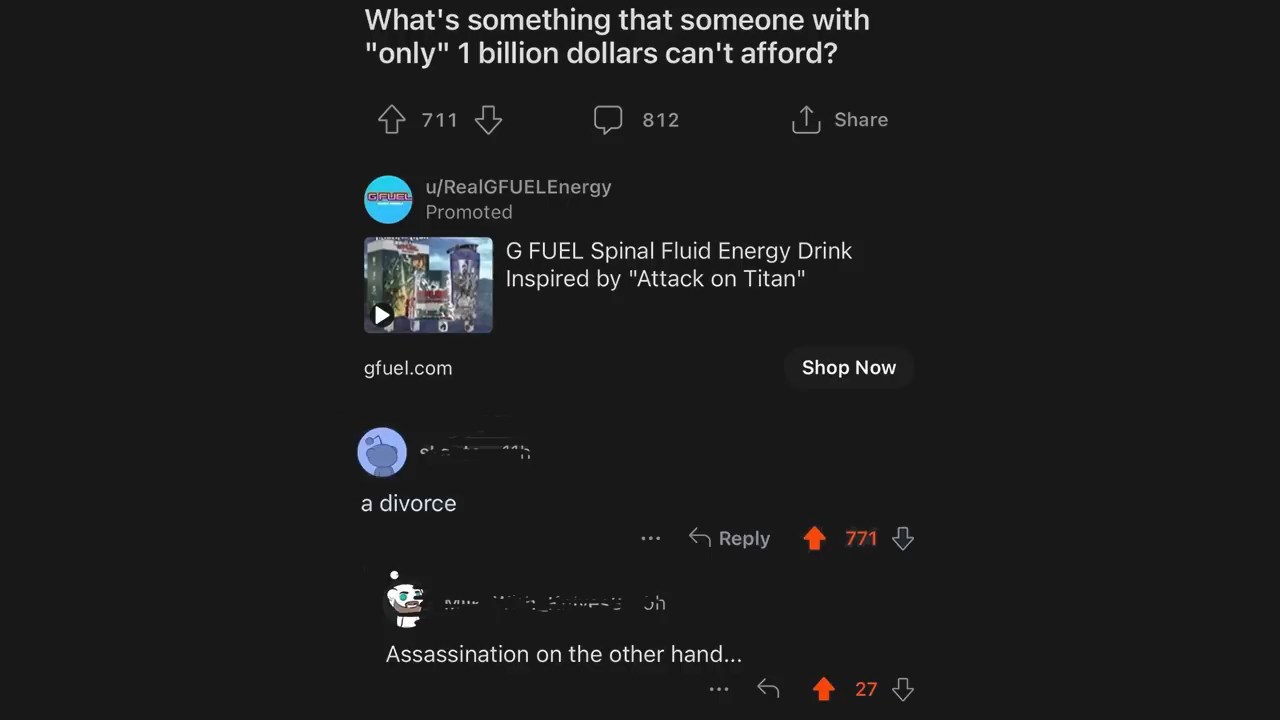 What's something that someone with
"only" 1 billion dollars can't afford?
711
812
Share
G FUEL
u/RealGFUELEnergy
Promoted
G FUEL Spinal Fluid Energy Drink
Inspired by "Attack on Titan"
gfuel.com
Shop Now
a divorce
... Reply 771
Assassination on the other hand...
... 27